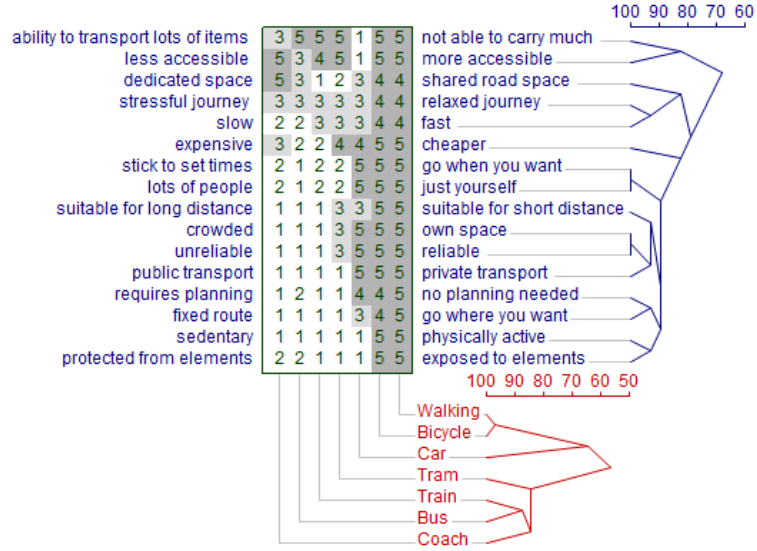 100 90 80 70 60
ability to transport lots of items 3 5 5 5 1 5 5 not able to carry much
less accessible 5 3 4 5 1 5 5 more accessible
dedicated space 5 3 1 2 3 4 4 shared road space
stressful journey 3 3 3 3 3 4 4 relaxed journey
slow 2 2 3 3 3 4 4 fast
expensive 3 2 2 4 4 5 5 cheaper
stick to set times 2 1 2 2 5 5 5 go when you want
lots of people 2 1 2 2 5 5 5 just yourself
suitable for long distance 1 1 1 3 3 5 5 suitable for short distance
crowded 1 1 1 3 5 5 5 own space
unreliable 1 1 1 3 5 5 5 reliable
public transport 1 1 1 1 5 5 5 private transport
requires planning 1 2 1 1 4 4 5 no planning needed
fixed route 1 1 1 1 3 4 5 go where you want
sedentary 1 1 1 1 1 5 5 physically active
protected from elements 2 2 1 1 1 5 5 exposed to elements
100 90 80 70 60 50
Walking
Bicycle
Car
Tram
Train
Bus
Coach